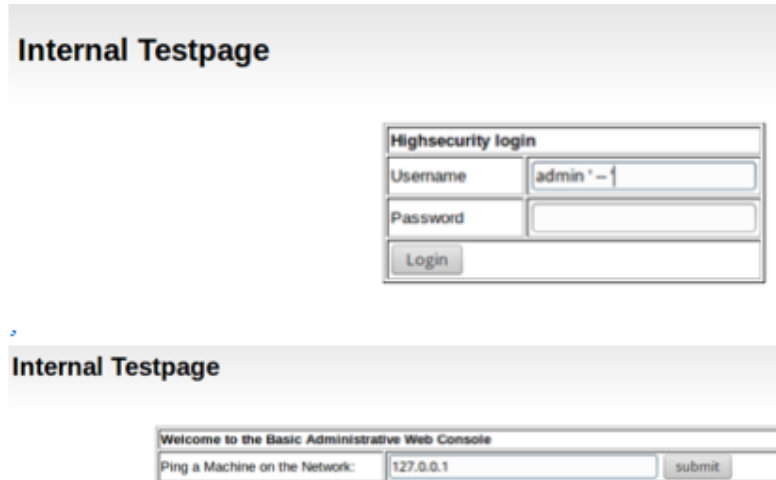 Internal Testpage
Highsecurity login
Username admin ' -- '
Password
Login
,
Internal Testpage
Welcome to the Basic Administrative Web Console
Ping a Machine on the Network: 127.0.0.1 submit